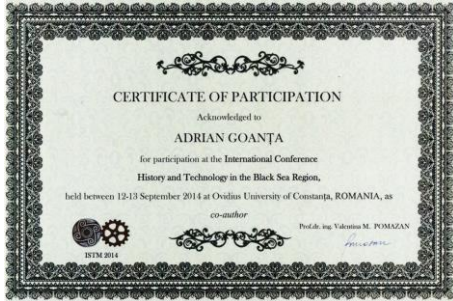 CERTIFICATE OF PARTICIPATION
Acknowledged to
ADRIAN GOANȚA
for participation at the International Conference
History and Technology in the Black Sea Region,
held between 12-13 September 2014 at Ovidius University of Constanța, ROMANIA, as
co-author
Prof.dr. ing. Valentina M. POMAZAN
ISTM 2014